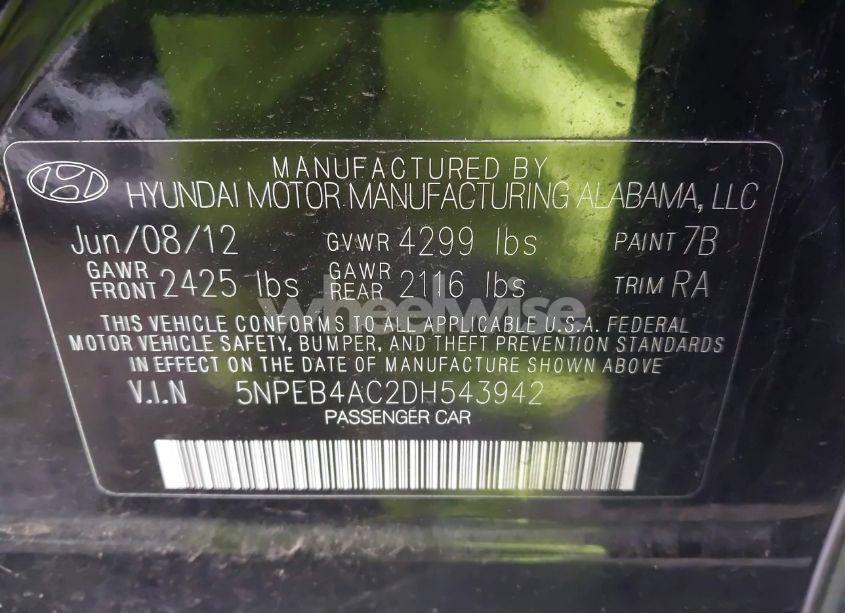 MANUFACTURED BY
HYUNDAI MOTOR MANUFACTURING ALABAMA, LLC
Jun/08/12 GVWR 4299 lbs PAINT 7B
GAWR FRONT 2425 lbs GAWR REAR 2116 lbs TRIM RA
wheelwise
THIS VEHICLE CONFORMS TO ALL APPLICABLE U.S.A. FEDERAL
MOTOR VEHICLE SAFETY, BUMPER, AND THEFT PREVENTION STANDARDS
IN EFFECT ON THE DATE OF MANUFACTURE SHOWN ABOVE
V.I.N 5NPEB4AC2DH543942
PASSENGER CAR